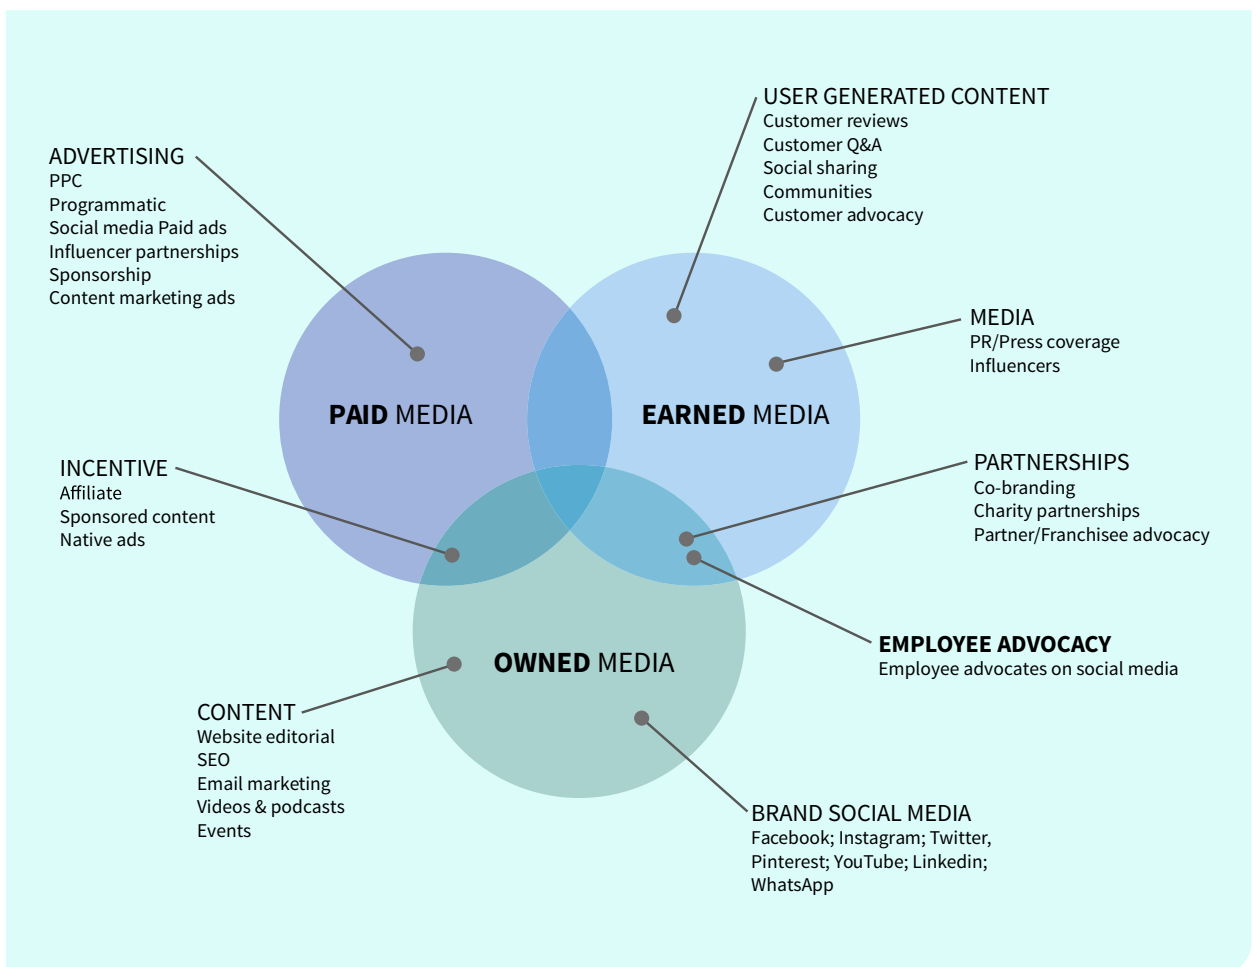 USER GENERATED CONTENT
Customer reviews
Customer Q&A
Social sharing
Communities
Customer advocacy
ADVERTISING
PPC
Programmatic
Social media Paid ads
Influencer partnerships
Sponsorship
Content marketing ads
MEDIA
PR/Press coverage
Influencers
PAID MEDIA
EARNED MEDIA
INCENTIVE
Affiliate
Sponsored content
Native ads
PARTNERSHIPS
Co-branding
Charity partnerships
Partner/Franchisee advocacy
EMPLOYEE ADVOCACY
Employee advocates on social media
OWNED MEDIA
CONTENT
Website editorial
SEO
Email marketing
Videos & podcasts
Events
BRAND SOCIAL MEDIA
Facebook; Instagram; Twitter,
Pinterest; YouTube; Linkedin;
WhatsApp